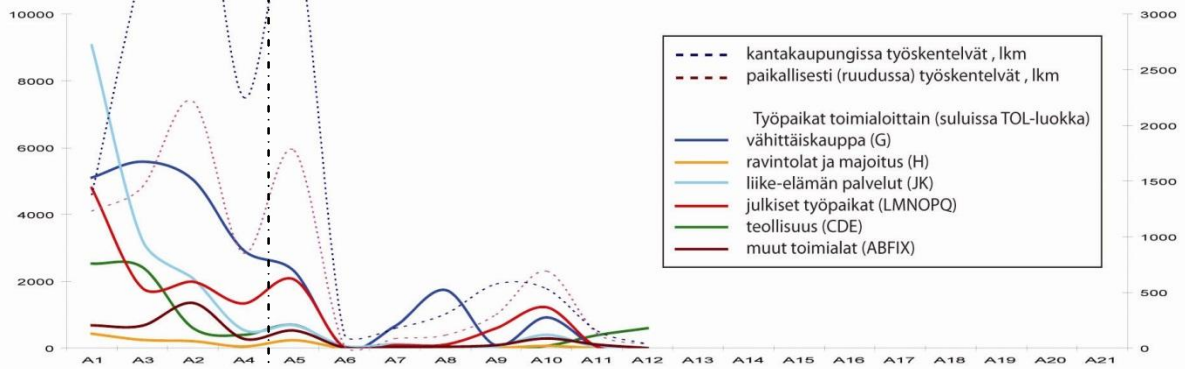 10000
8000
6000
4000
2000
0
3000
2500
2000
1500
1000
500
0
kantakaupungissa työskentelvät , lkm
paikallisesti (ruudussa) työskentelvät , lkm
Työpaikat toimialoittain (suluissa TOL-luokka)
vähittäiskauppa (G)
ravintolat ja majoitus (H)
liike-elämän palvelut (JK)
julkiset työpaikat (LMNOPQ)
teollisuus (CDE)
muut toimialat (ABFIX)
A1 A3 A2 A4 A5 A6 A7 A8 A9 A10 A11 A12 A13 A14 A15 A16 A17 A18 A19 A20 A21